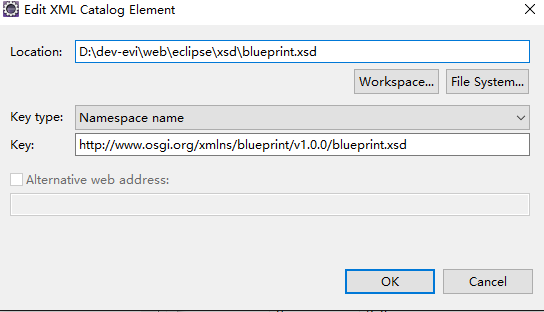 Edit XML Catalog Element
Location: D:\dev-evi\web\eclipse\xsd\blueprint.xsd
Workspace... File System...
Key type: Namespace name
Key: http://www.osgi.org/xmlns/blueprint/v1.0.0/blueprint.xsd
Alternative web address:
OK Cancel